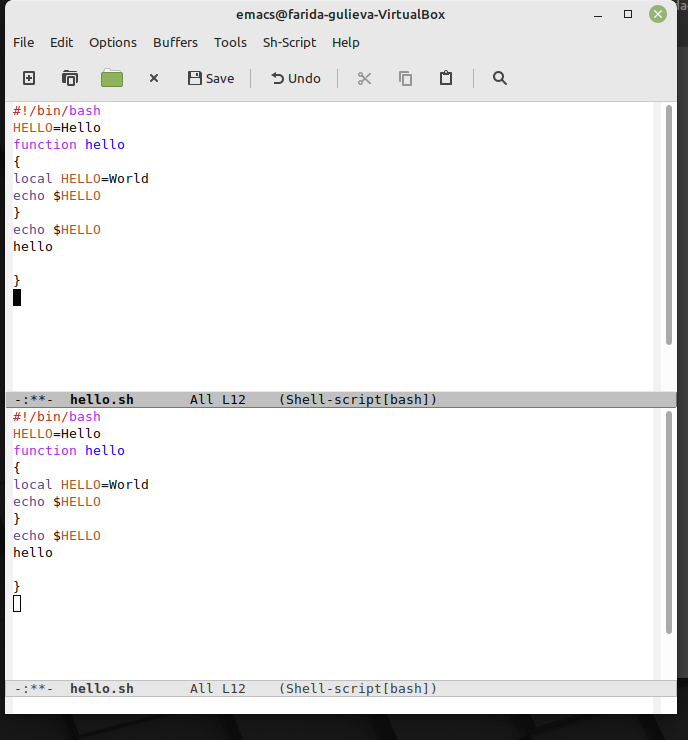 emacs@farida-gulieva-VirtualBox
File Edit Options Buffers Tools Sh-Script Help
Save Undo
#!/bin/bash
HELLO=Hello
function hello
{
local HELLO=World
echo $HELLO
}
echo $HELLO
hello
}
-:**- hello.sh All L12 (Shell-script[bash])
#!/bin/bash
HELLO=Hello
function hello
{
local HELLO=World
echo $HELLO
}
echo $HELLO
hello
}
-:**- hello.sh All L12 (Shell-script[bash])